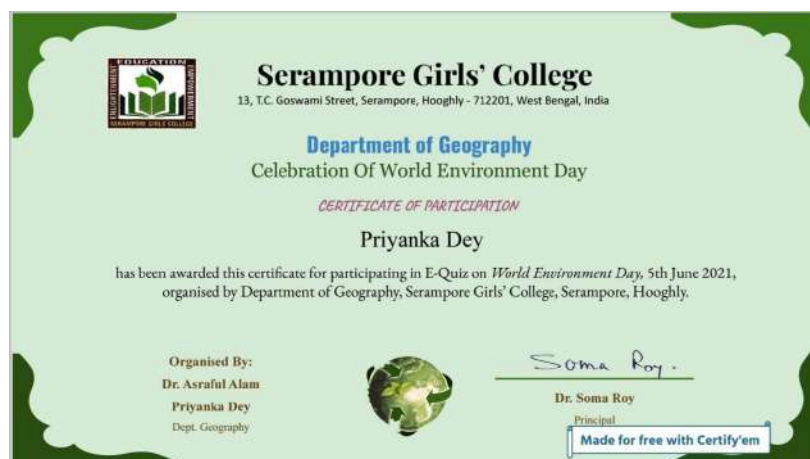 EDUCATION
ENLIGHTENMENT
EMPOWERMENT
SERAMPORE GIRLS COLLEGE
Serampore Girls' College
13, T.C. Goswami Street, Serampore, Hooghly - 712201, West Bengal, India
Department of Geography
Celebration Of World Environment Day
CERTIFICATE OF PARTICIPATION
Priyanka Dey
has been awarded this certificate for participating in E-Quiz on World Environment Day, 5th June 2021,
organised by Department of Geography, Serampore Girls' College, Serampore, Hooghly.
Organised By:
Dr. Asraful Alam
Priyanka Dey
Dept. Geography
Soma Roy.
Dr. Soma Roy
Principal
Made for free with Certify'em